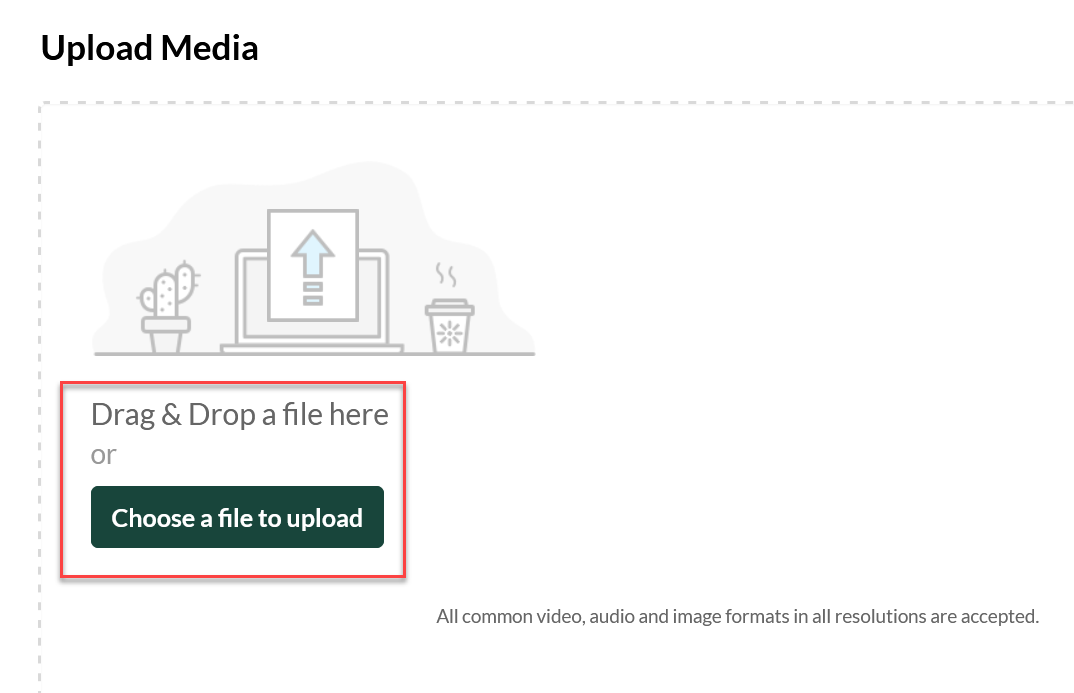 Upload Media
Drag & Drop a file here
or
Choose a file to upload
All common video, audio and image formats in all resolutions are accepted.